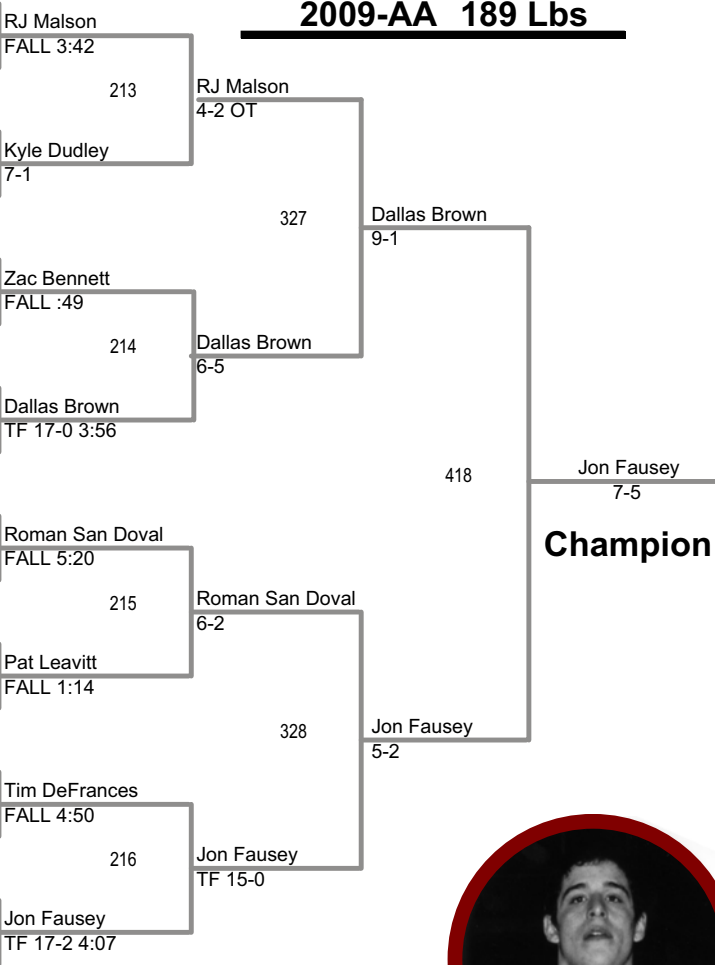 2009-AA 189 Lbs
RJ Malson
FALL 3:42
213
RJ Malson
4-2 OT
Kyle Dudley
7-1
327
Dallas Brown
9-1
Zac Bennett
FALL :49
214
Dallas Brown
6-5
Dallas Brown
TF 17-0 3:56
418
Jon Fausey
7-5
Champion
Roman San Doval
FALL 5:20
215
Roman San Doval
6-2
Pat Leavitt
FALL 1:14
328
Jon Fausey
5-2
Tim DeFrances
FALL 4:50
216
Jon Fausey
TF 15-0
Jon Fausey
TF 17-2 4:07